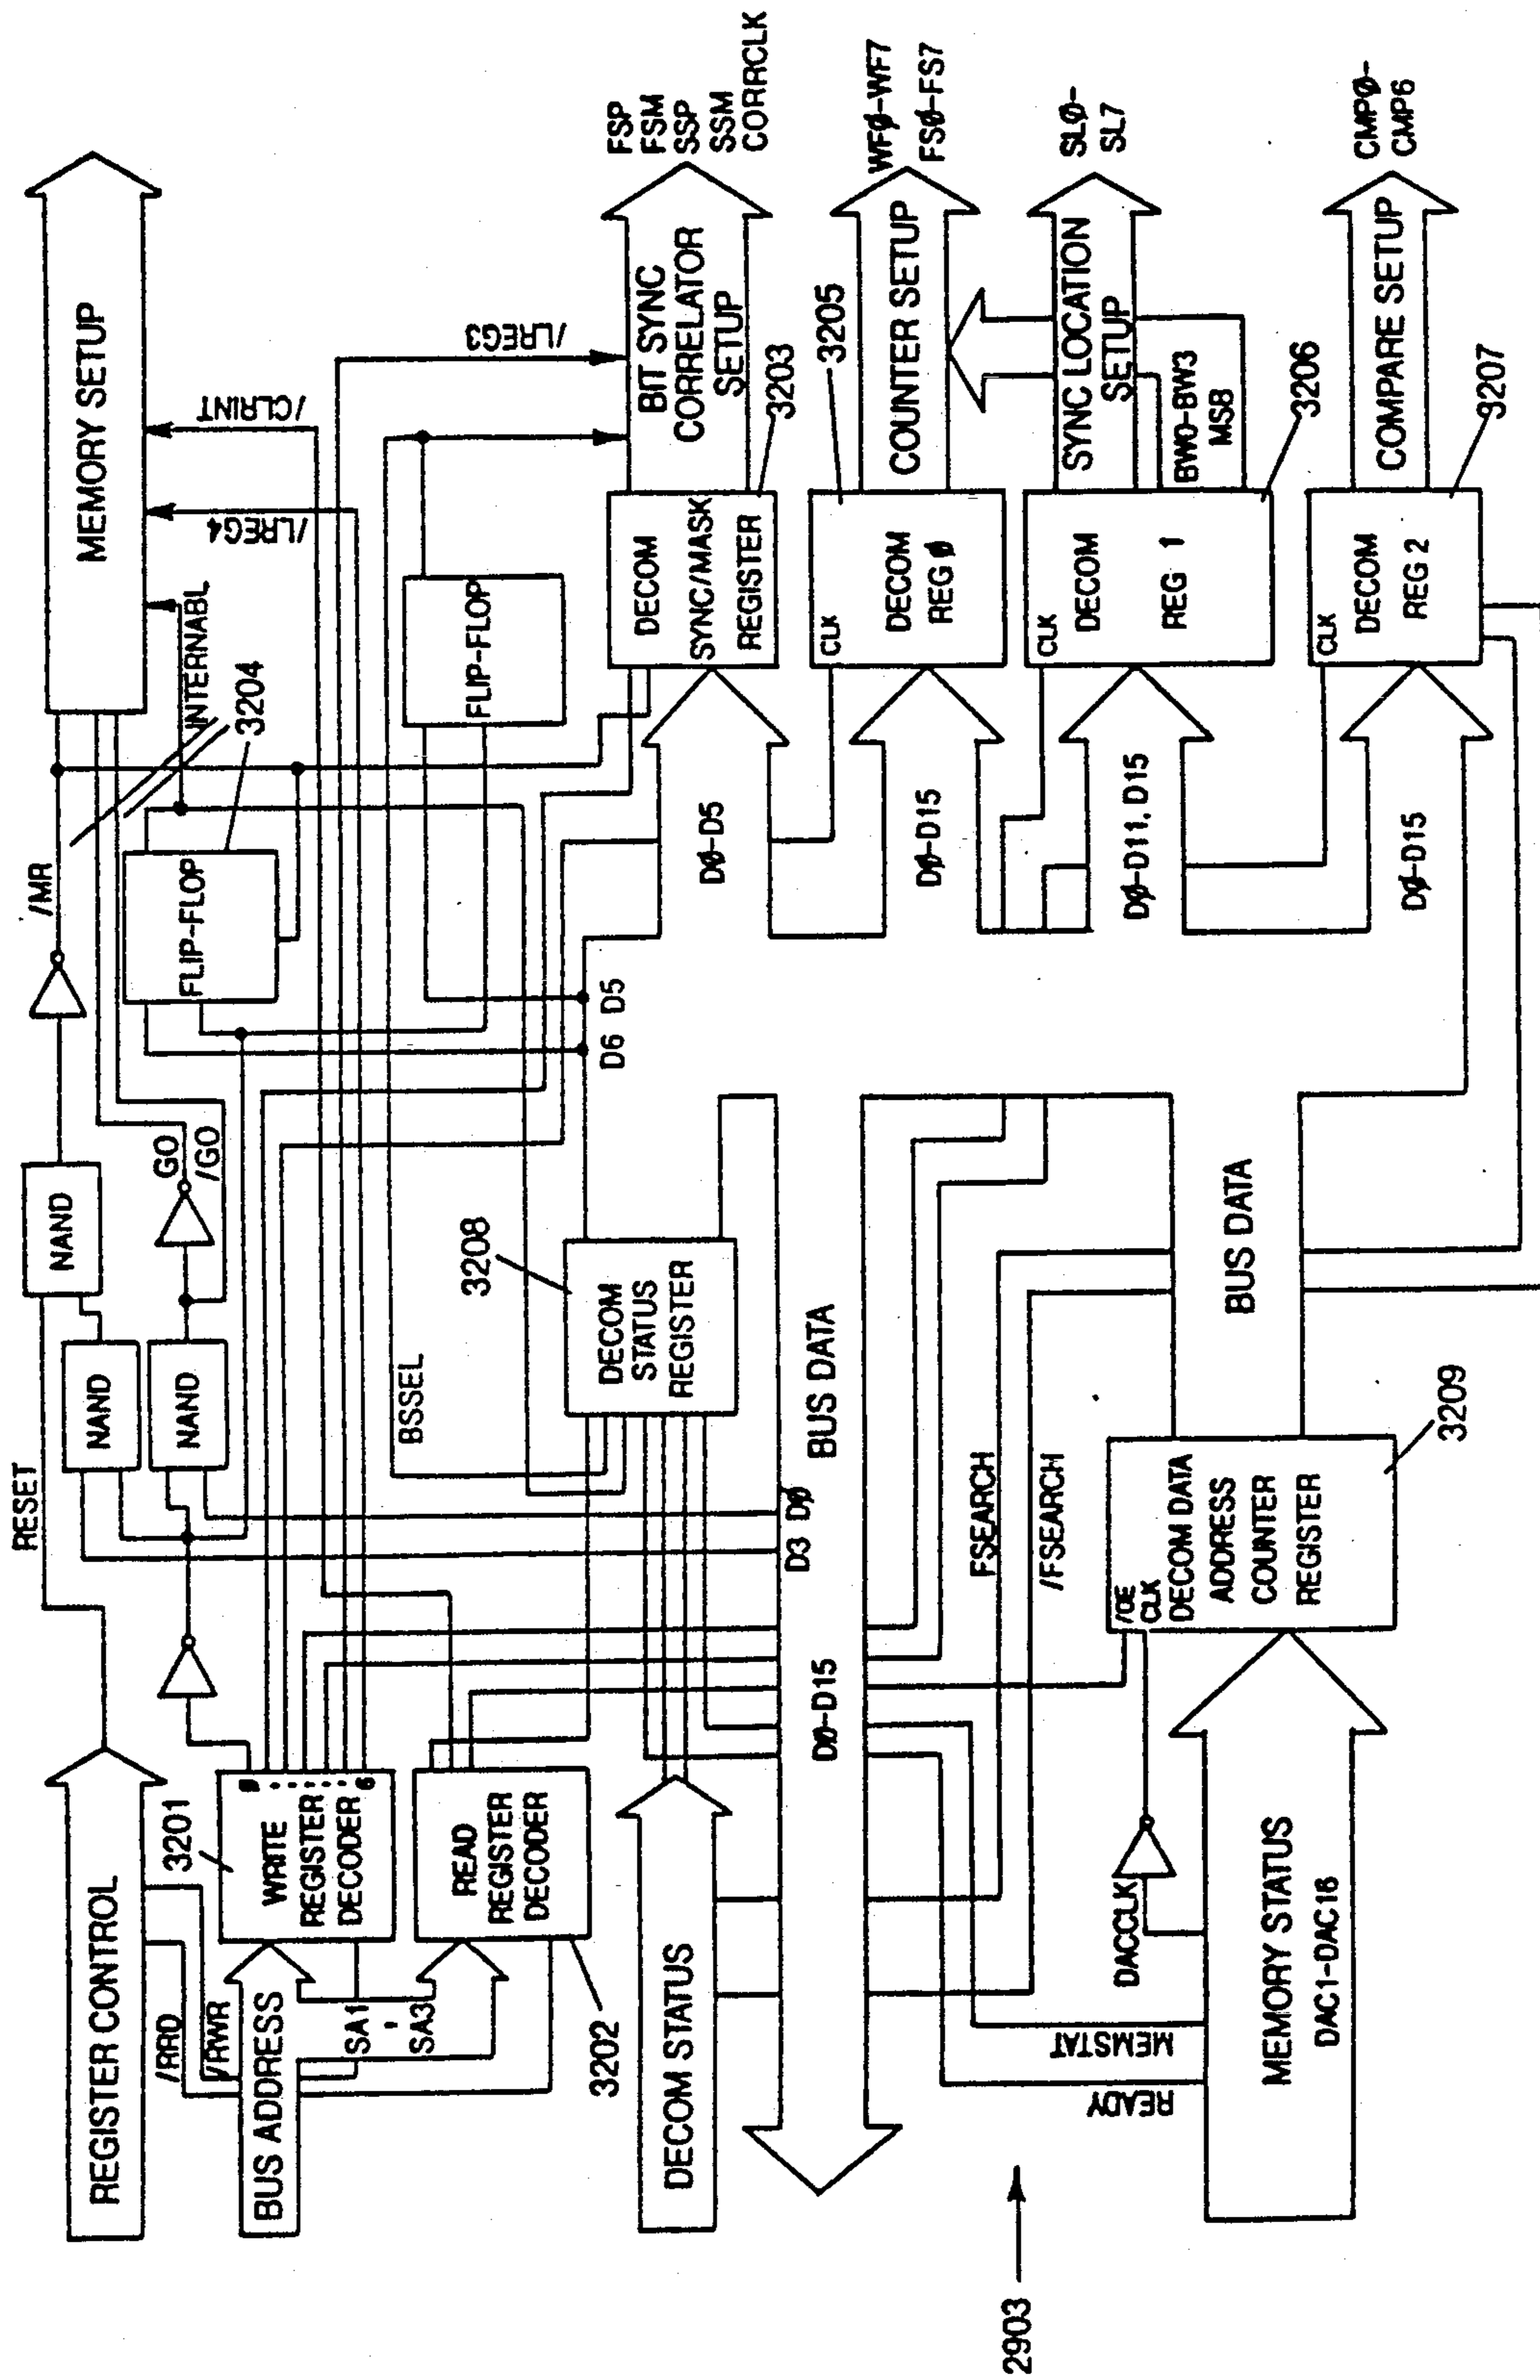 REGISTER CONTROL
/RRD
/RWR
BUS ADDRESS
SA1
SA3
3201
WRITE
REGISTER
DECODER
0
6
READ
REGISTER
DECODER
3202
RESET
NAND
NAND
NAND
GO
/GO
/MR
FLIP-FLOP
3204
INTERNABL
MEMORY SETUP
/LREG4
/CLRINT
/LREG3
BSSEL
FLIP-FLOP
D6
D5
DECOM STATUS
3208
DECOM
STATUS
REGISTER
D3
DØ
DØ-D15
BUS DATA
DØ-D5
DECOM
SYNC/MASK
REGISTER
3203
BIT SYNC
CORRELATOR
SETUP
FSP
FSM
SSP
SSM
CORRCLK
DØ-D15
CLK
DECOM
REG Ø
3205
COUNTER SETUP
WFØ-WF7
FSØ-FS7
DØ-D11, D15
CLK
DECOM
REG 1
3206
SYNC LOCATION
SETUP
BW0-BW3
MS8
SLØ-
SL7
DØ-D15
CLK
DECOM
REG 2
3207
COMPARE SETUP
CMPØ-
CMP6
FSEARCH
/FSEARCH
BUS DATA
READY
MEMSTAT
DACCLK
MEMORY STATUS
DAC1-DAC16
/OE
CLK
DECOM DATA
ADDRESS
COUNTER
REGISTER
3209
2903